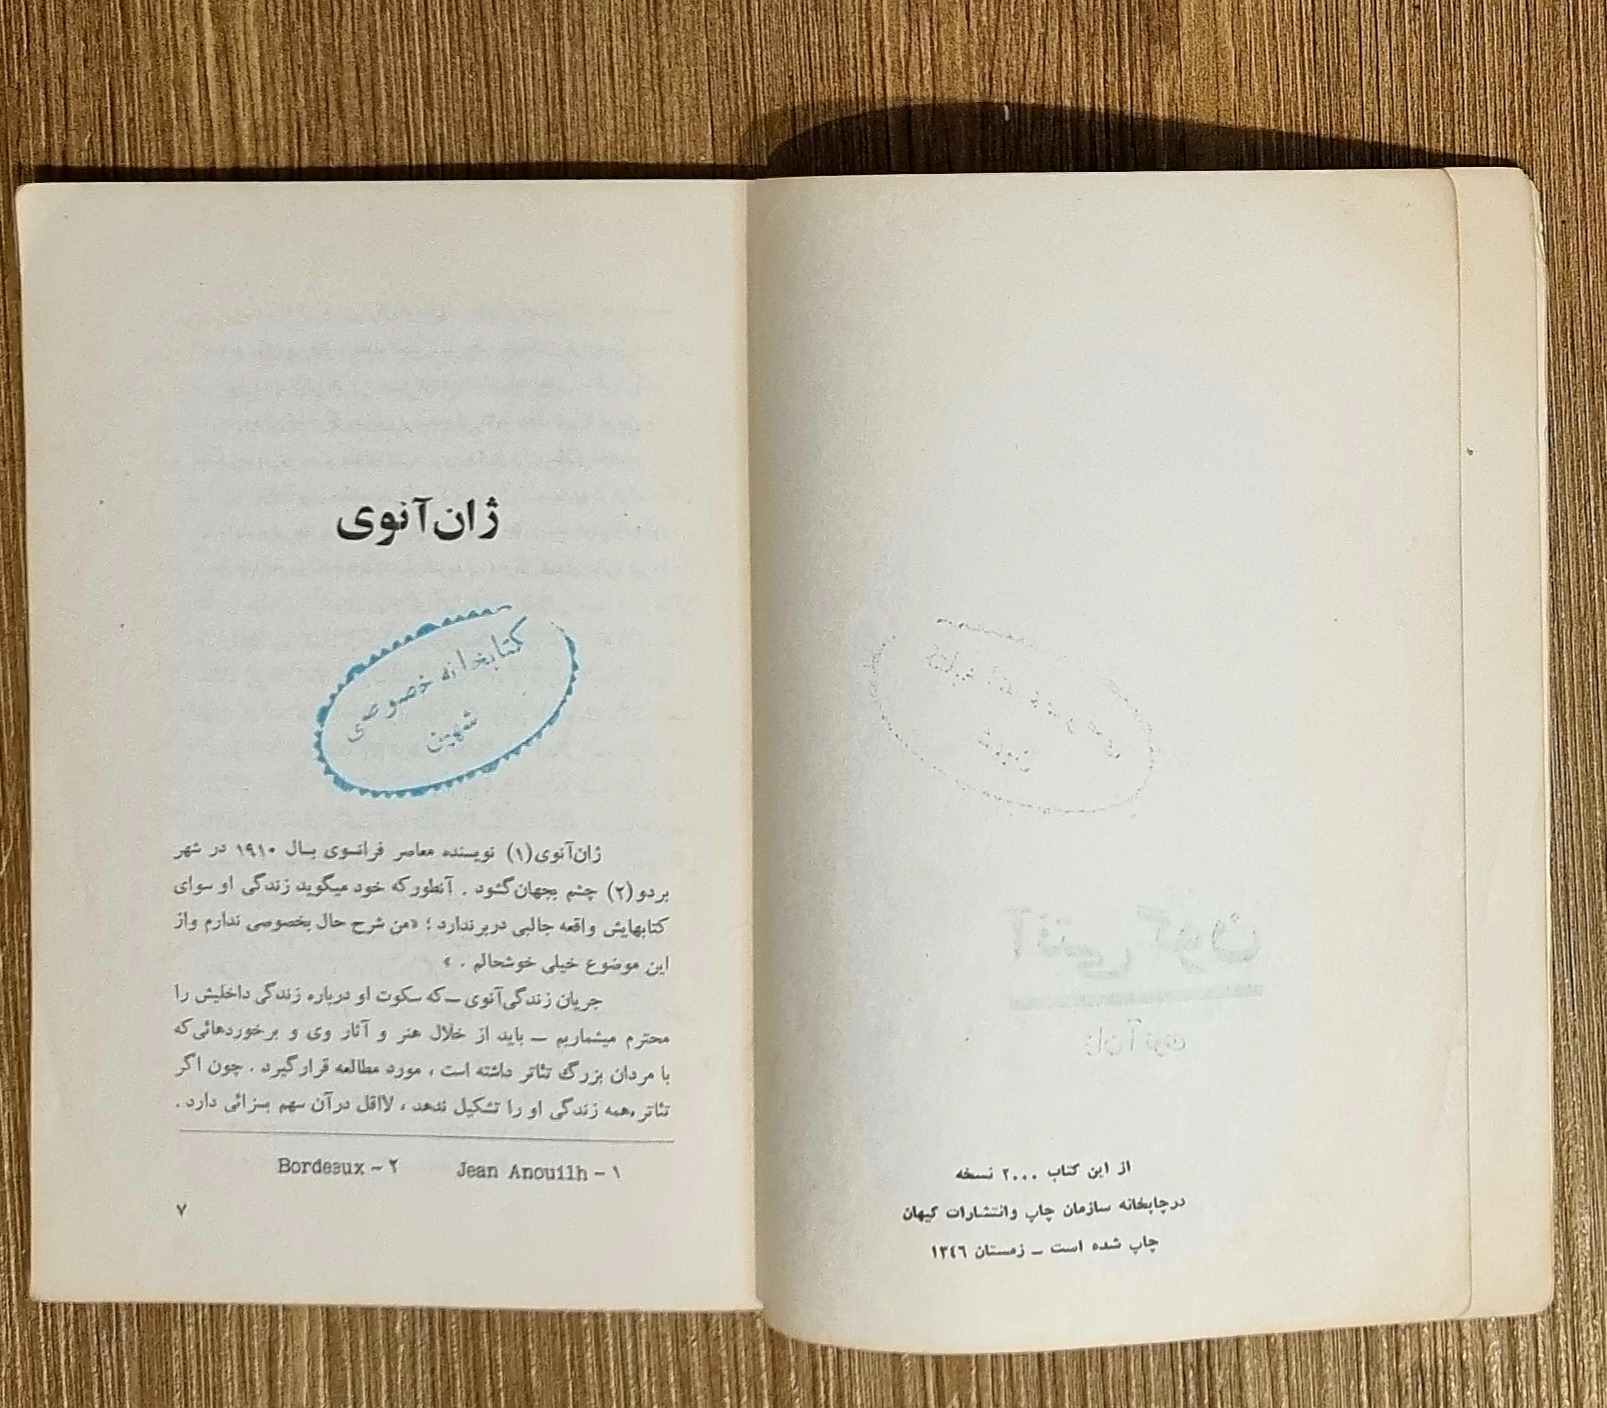 از این کتاب ۲۰۰۰ نسخه
درچاپخانه سازمان چاپ وانتشارات کیهان
چاپ شده است ـ زمستان ۱۳٤٦
ژان‌آنوی
کتابخانه خصوصی
شهین
ژان‌آنوی(۱) نویسنده معاصر فرانسوی بسال ۱۹۱۰ در شهر
بردو(۲) چشم بجهان‌گشود . آنطورکه خود میگوید زندگی او سوای
کتابهایش واقعه جالبی دربرندارد ؛ «من شرح حال بخصوصی ندارم واز
این موضوع خیلی خوشحالم . »
جریان زندگی‌آنوی ــ که سکوت او درباره زندگی داخلیش را
محترم میشماریم ــ باید از خلال هنر و آثار وی و برخوردهائی‌که
با مردان بزرگ تئاتر داشته است ، مورد مطالعه قرارگیرد . چون اگر
تئاتر همه زندگی او را تشکیل ندهد ، لااقل درآن سهم بسزائی دارد .
۱ – Jean Anouilh ۲ – Bordeaux
۷